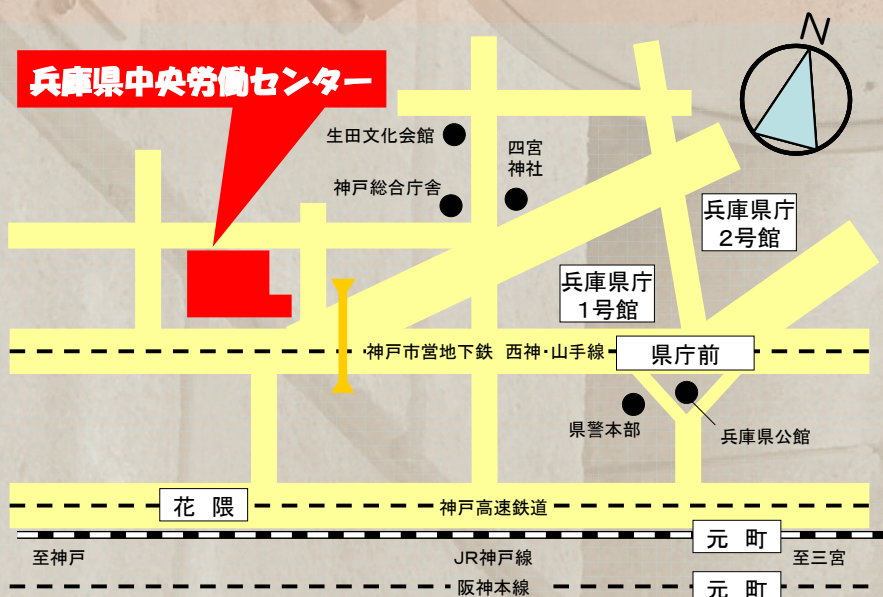 N
兵庫県中央労働センター
生田文化会館
四宮
神社
神戸総合庁舎
兵庫県庁
2号館
兵庫県庁
1号館
神戸市営地下鉄 西神・山手線
県庁前
県警本部
兵庫県公館
花 隈
神戸高速鉄道
元 町
至神戸
JR神戸線
至三宮
阪神本線
元 町